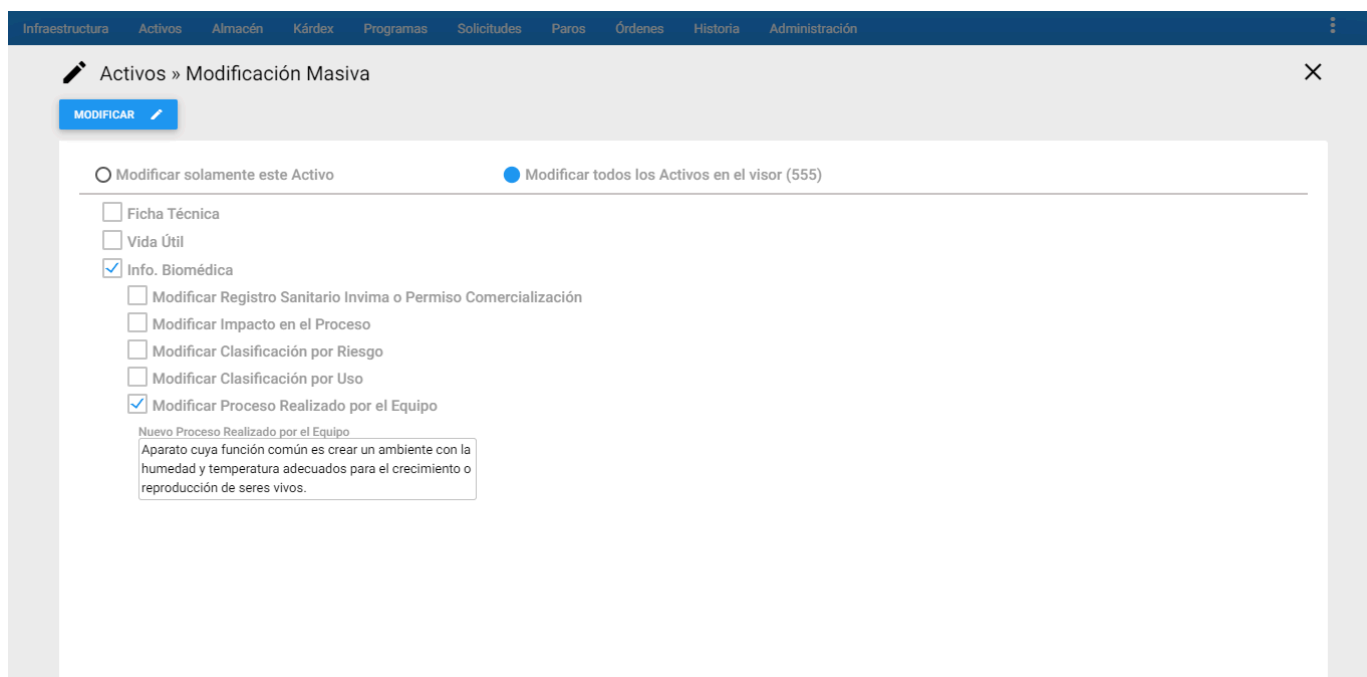 Infraestructura Activos Almacén Kárdex Programas Solicitudes Paros Órdenes Historia Administración
Activos » Modificación Masiva
MODIFICAR
Modificar solamente este Activo Modificar todos los Activos en el visor (555)
Ficha Técnica
Vida Útil
Info. Biomédica
Modificar Registro Sanitario Invima o Permiso Comercialización
Modificar Impacto en el Proceso
Modificar Clasificación por Riesgo
Modificar Clasificación por Uso
Modificar Proceso Realizado por el Equipo
Nuevo Proceso Realizado por el Equipo
Aparato cuya función común es crear un ambiente con la
humedad y temperatura adecuados para el crecimiento o
reproducción de seres vivos.